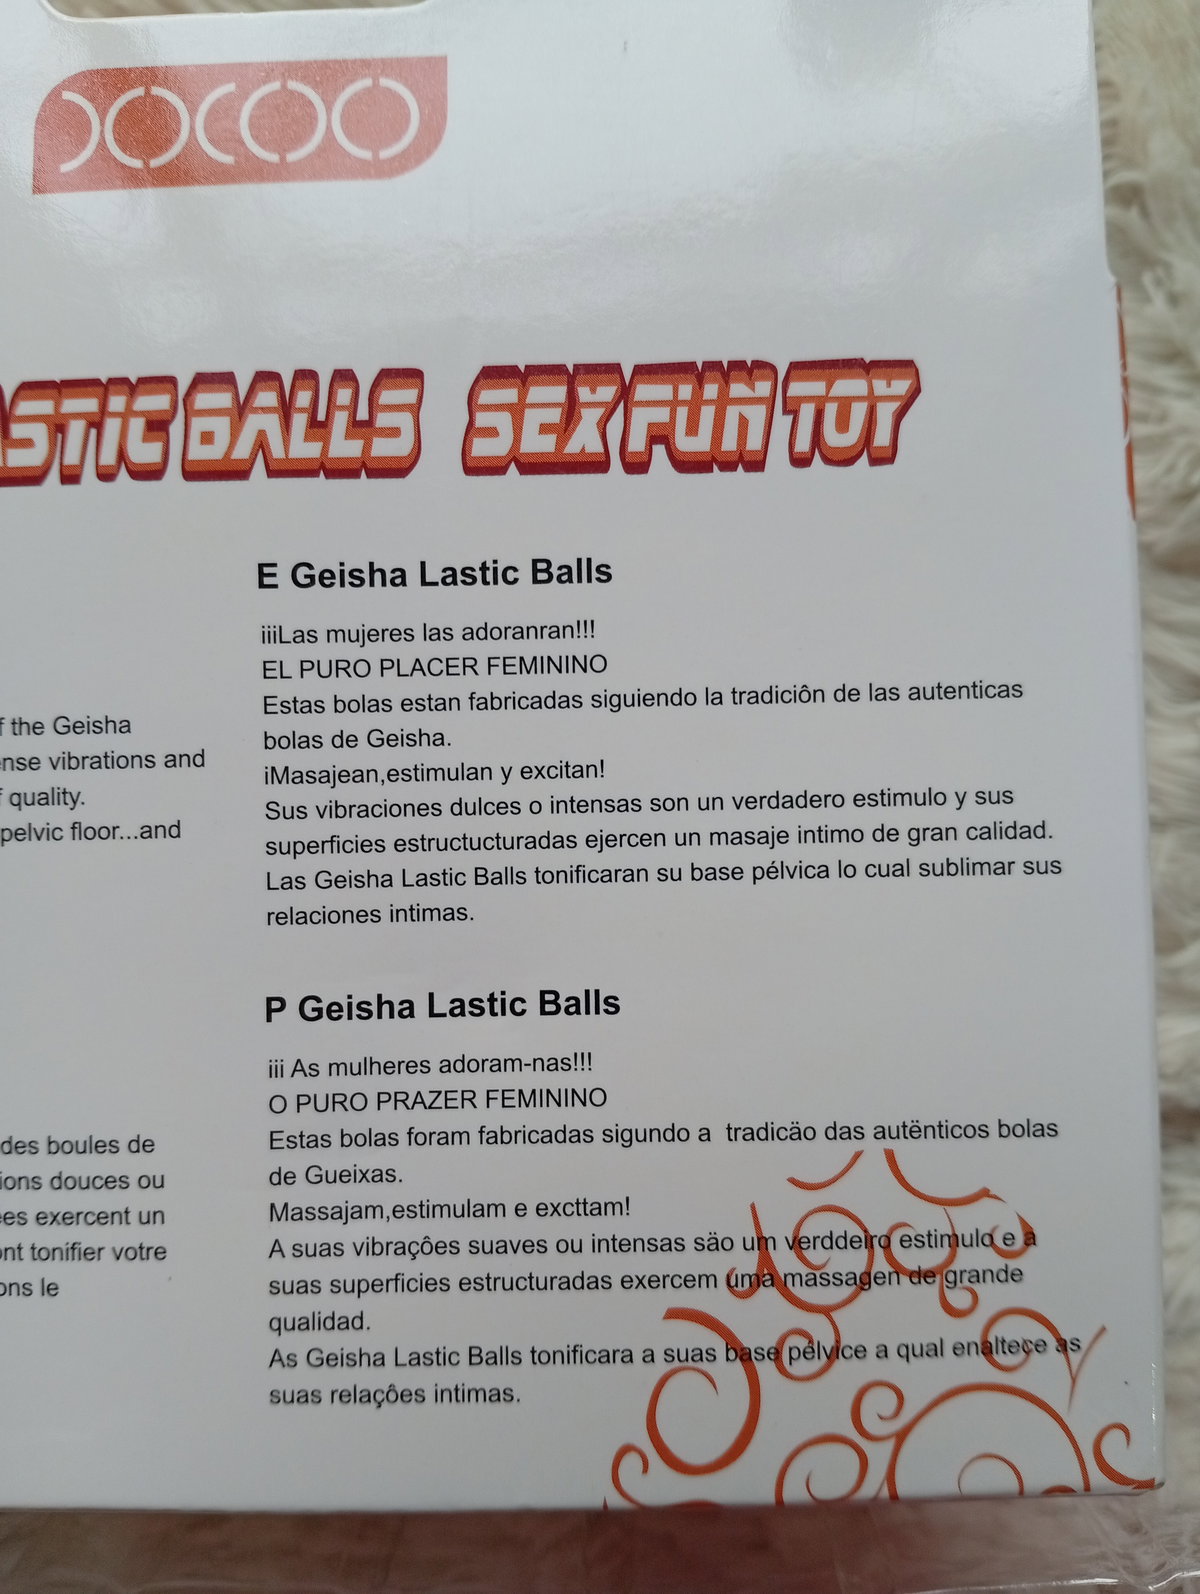 ASTIC BALLS SEX FUN TOY
of the Geisha
nse vibrations and
f quality.
pelvic floor...and
des boules de
ions douces ou
es exercent un
nt tonifier votre
ons le
E Geisha Lastic Balls
iiiLas mujeres las adoranran!!!
EL PURO PLACER FEMININO
Estas bolas estan fabricadas siguiendo la tradiciôn de las autenticas
bolas de Geisha.
iMasajean,estimulan y excitan!
Sus vibraciones dulces o intensas son un verdadero estimulo y sus
superficies estructucturadas ejercen un masaje intimo de gran calidad.
Las Geisha Lastic Balls tonificaran su base pélvica lo cual sublimar sus
relaciones intimas.
P Geisha Lastic Balls
iii As mulheres adoram-nas!!!
O PURO PRAZER FEMININO
Estas bolas foram fabricadas sigundo a tradicäo das autënticos bolas
de Gueixas.
Massajam,estimulam e excttam!
A suas vibraçôes suaves ou intensas säo um verddeiro estimulo e a
suas superficies estructuradas exercem uma massagen de grande
qualidad.
As Geisha Lastic Balls tonificara a suas base pélvice a qual enaltece as
suas relaçôes intimas.